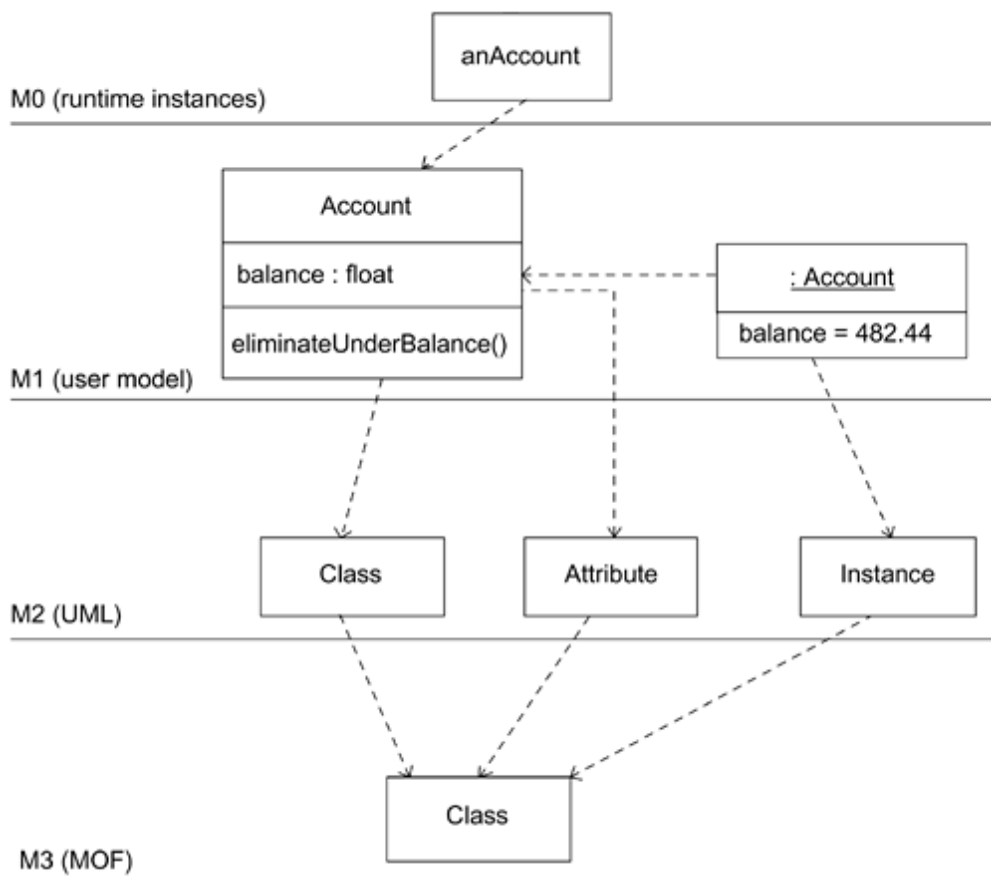 anAccount
M0 (runtime instances)
Account
balance : float
: Account
eliminateUnderBalance()
balance = 482.44
M1 (user model)
Class
Attribute
Instance
M2 (UML)
Class
M3 (MOF)